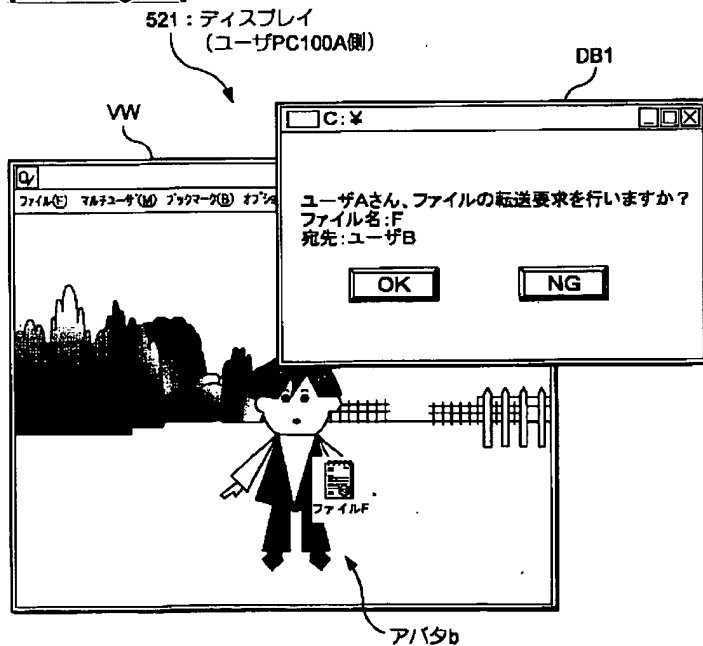 521:ディスプレイ
(ユーザPC100A側)
DB1
VW
C:¥
ファイル(F) マルチユーザ(M) ブックマーク(B) オプショ
ユーザAさん、ファイルの転送要求を行いますか?
ファイル名:F
宛先:ユーザB
OK NG
ファイルF
アバタb